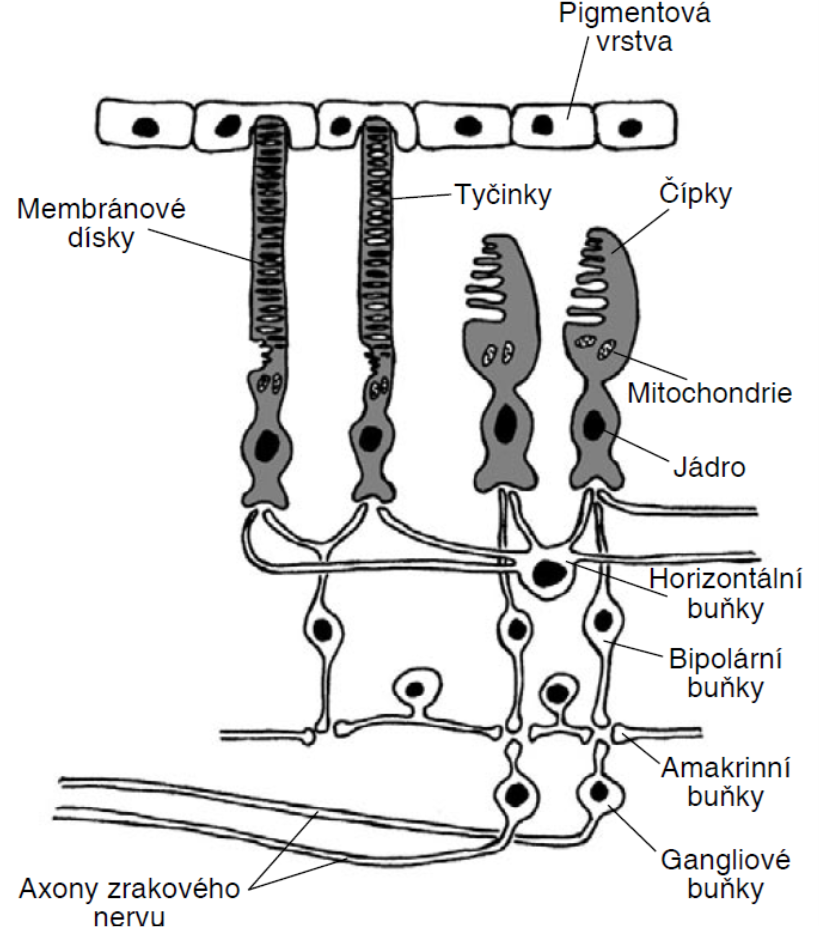 Pigmentová
vrstva
Tyčinky
Čípky
Membránové
dísky
Mitochondrie
Jádro
Horizontální
buňky
Bipolární
buňky
Amakrinní
buňky
Gangliové
buňky
Axony zrakového
nervu